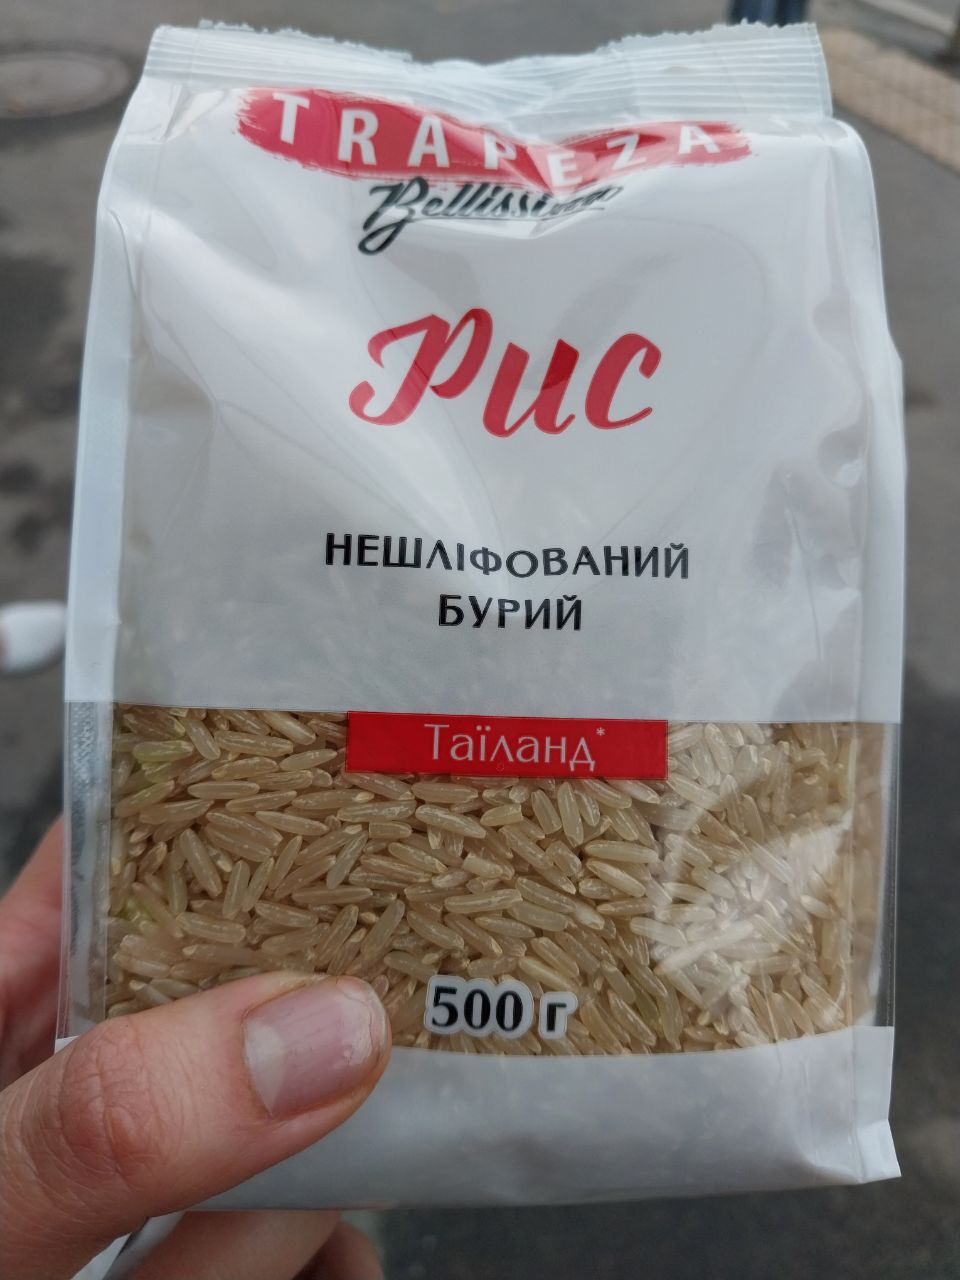 TRAPEZA
Bellissimo
Рис
НЕШЛІФОВАНИЙ
БУРИЙ
Таїланд*
500 г